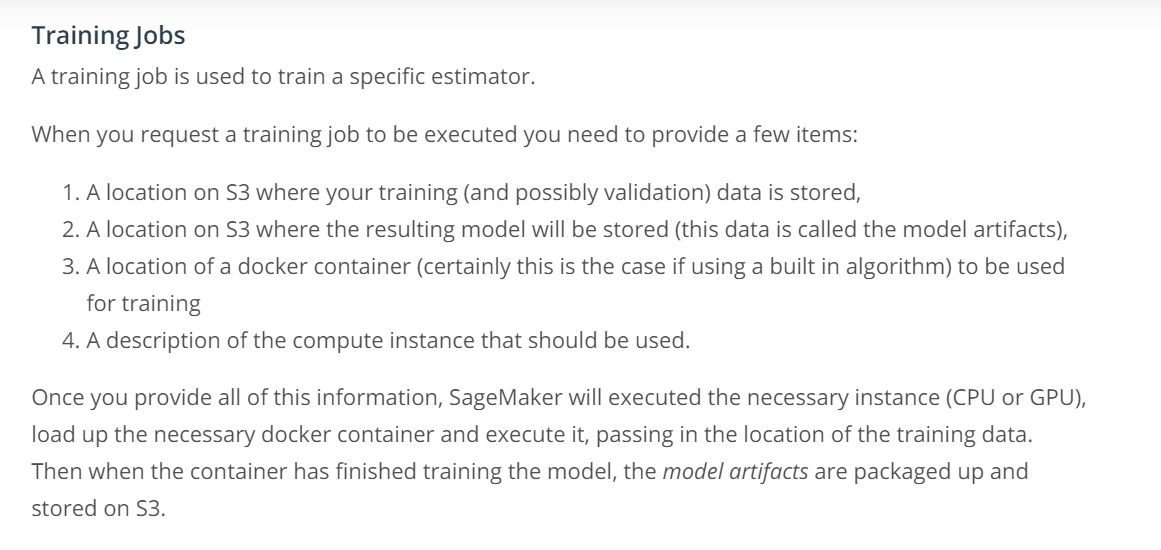 Training Jobs
A training job is used to train a specific estimator.
When you request a training job to be executed you need to provide a few items:
1. A location on S3 where your training (and possibly validation) data is stored,
2. A location on S3 where the resulting model will be stored (this data is called the model artifacts),
3. A location of a docker container (certainly this is the case if using a built in algorithm) to be used
for training
4. A description of the compute instance that should be used.
Once you provide all of this information, SageMaker will executed the necessary instance (CPU or GPU),
load up the necessary docker container and execute it, passing in the location of the training data.
Then when the container has finished training the model, the model artifacts are packaged up and
stored on S3.